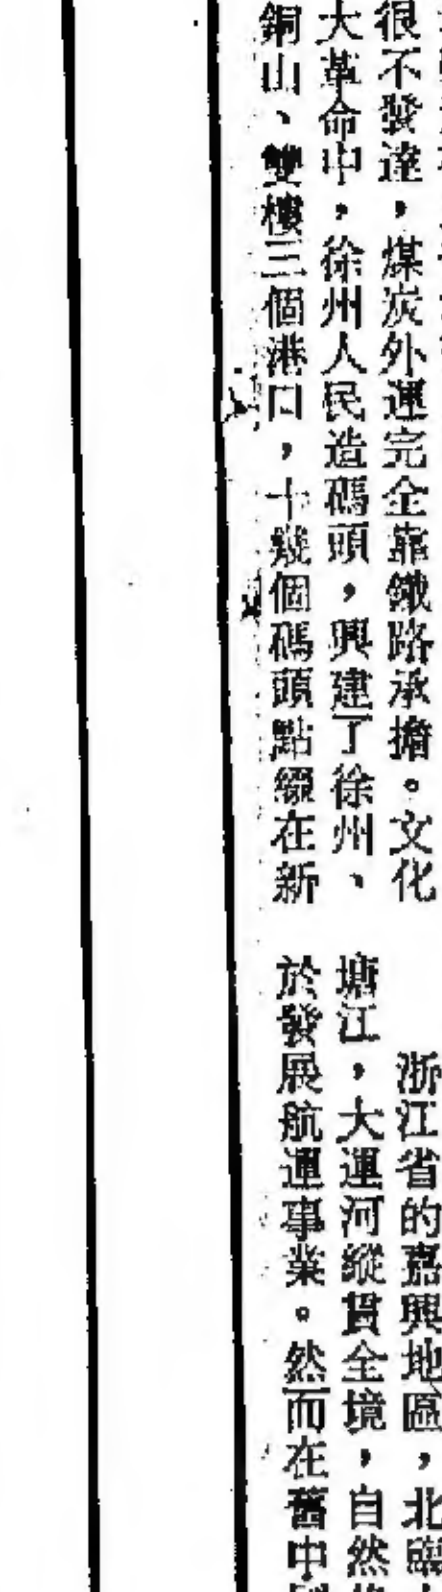 很不發達，煤炭外運完全靠鐵路承擔。文化
大革命中，徐州人民造碼頭，興建了徐州、
銅山、雙樓三個港口，十幾個碼頭點綴在新
浙江省的嘉興地區，北臨
塘江，大運河縱貫全境，自然
於發展航運事業。然而在舊中